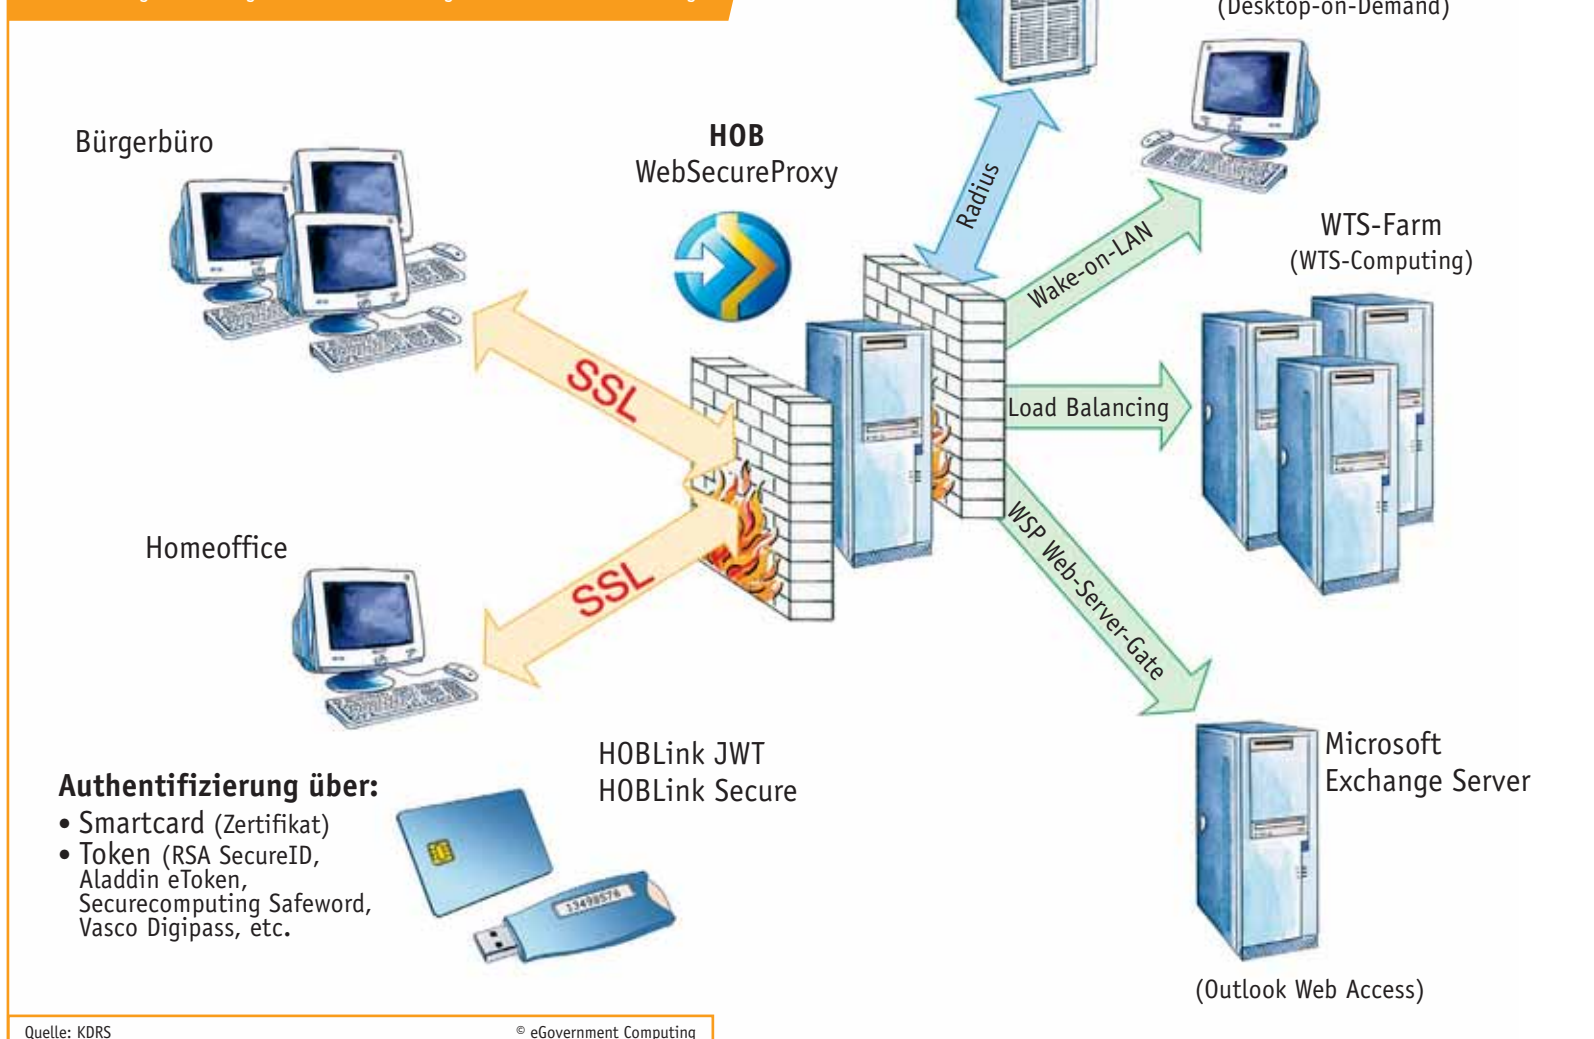 (Desktop-on-Demand)
Bürgerbüro
HOB
WebSecureProxy
Radius
Wake-on-LAN
WTS-Farm
(WTS-Computing)
SSL
Load Balancing
Homeoffice
SSL
WSP Web-Server-Gate
HOBLink JWT
HOBLink Secure
Microsoft
Exchange Server
Authentifizierung über:
• Smartcard (Zertifikat)
• Token (RSA SecureID,
Aladdin eToken,
Securecomputing Safeword,
Vasco Digipass, etc.
13498576
(Outlook Web Access)
Quelle: KDRS
© eGovernment Computing